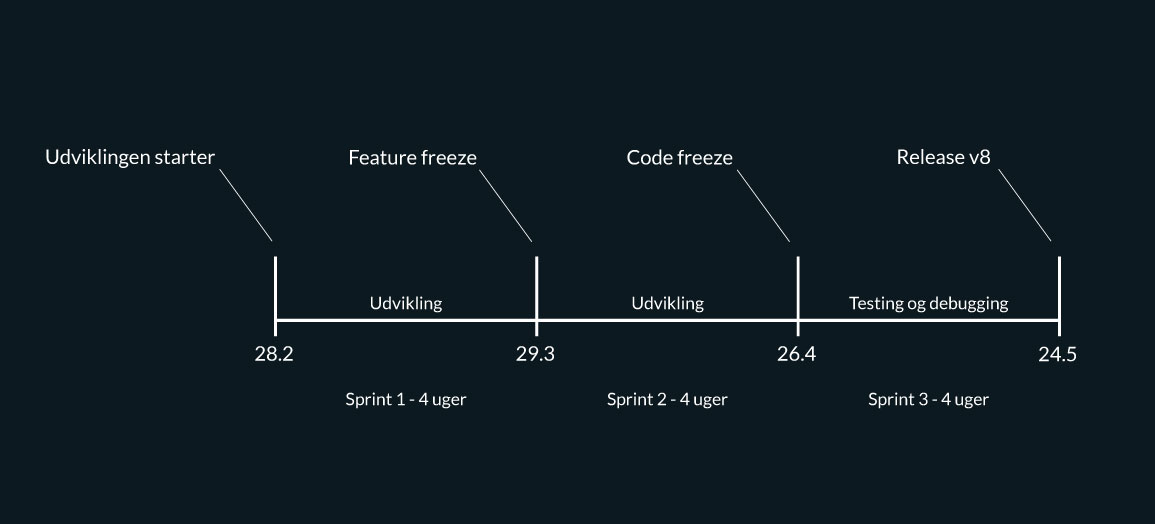 Udviklingen starter
Feature freeze
Code freeze
Release v8
Udvikling
Udvikling
Testing og debugging
28.2
29.3
26.4
24.5
Sprint 1 - 4 uger
Sprint 2 - 4 uger
Sprint 3 - 4 uger